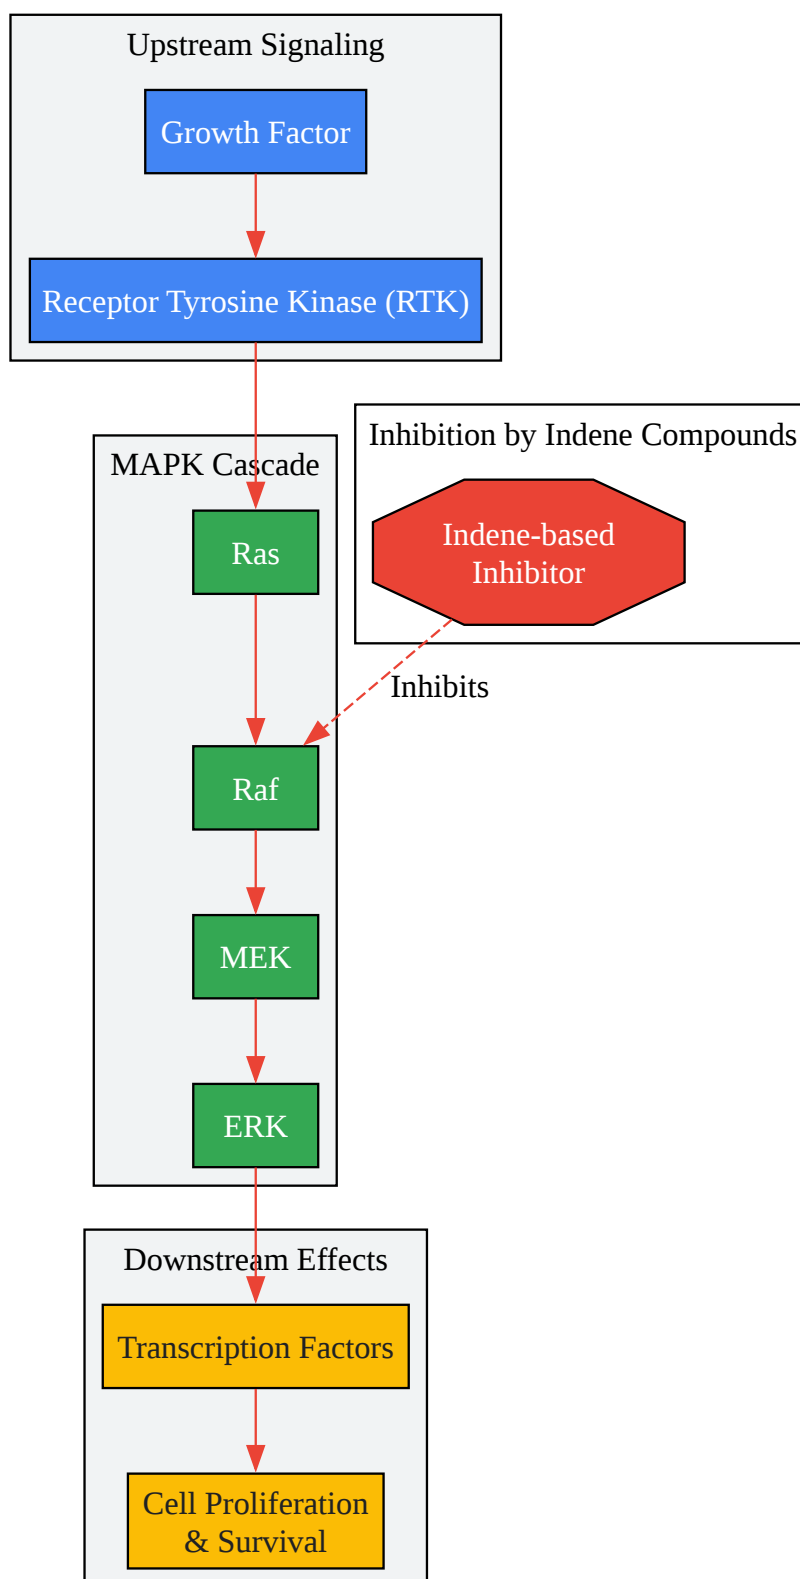 Upstream Signaling
Growth Factor
Receptor Tyrosine Kinase (RTK)
Inhibition by Indene Compounds
MAPK Cascade
Indene-based
Inhibitor
Ras
Inhibits
Raf
MEK
ERK
Downstream Effects
Transcription Factors
Cell Proliferation
& Survival